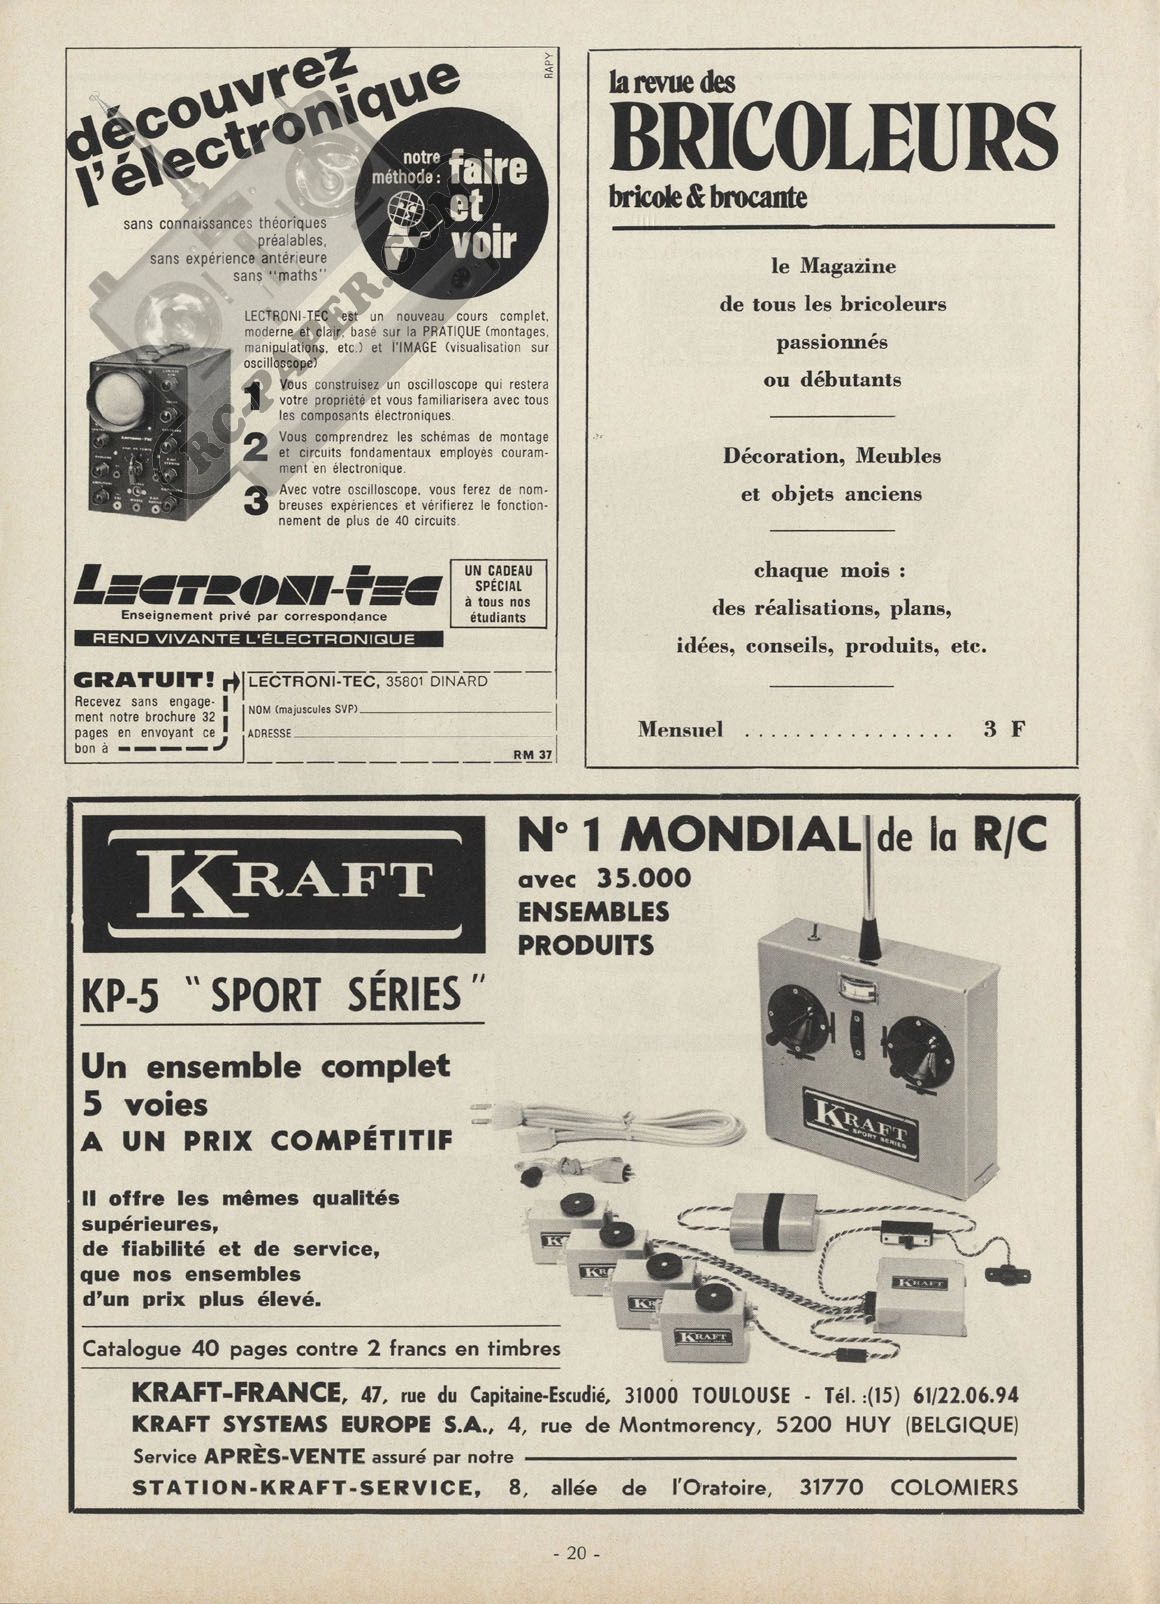 découvrez
l'électronique
RAPY
notre
méthode :
faire
et
voir
sans connaissances théoriques
préalables,
sans expérience antérieure
sans "maths"
LECTRONI-TEC est un nouveau cours complet,
moderne et clair, basé sur la PRATIQUE (montages,
manipulations, etc.) et l'IMAGE (visualisation sur
oscilloscope)
1 Vous construisez un oscilloscope qui restera
votre propriété et vous familiarisera avec tous
les composants électroniques.
2 Vous comprendrez les schémas de montage
et circuits fondamentaux employés couram-
ment en électronique.
3 Avec votre oscilloscope, vous ferez de nom-
breuses expériences et vérifierez le fonction-
nement de plus de 40 circuits.
RC-PAPER.COM
LECTRONI-TEC
Enseignement privé par correspondance
REND VIVANTE L'ÉLECTRONIQUE
UN CADEAU
SPÉCIAL
à tous nos
étudiants
GRATUIT!
Recevez sans engage-
ment notre brochure 32
pages en envoyant ce
bon à
LECTRONI-TEC, 35801 DINARD
NOM (majuscules SVP)
ADRESSE
RM 37
la revue des
BRICOLEURS
bricole & brocante
le Magazine
de tous les bricoleurs
passionnés
ou débutants
Décoration, Meubles
et objets anciens
chaque mois :
des réalisations, plans,
idées, conseils, produits, etc.
Mensuel ................ 3 F
KRAFT
N° 1 MONDIAL de la R/C
avec 35.000
ENSEMBLES
PRODUITS
KP-5 "SPORT SÉRIES"
Un ensemble complet
5 voies
A UN PRIX COMPÉTITIF
Il offre les mêmes qualités
supérieures,
de fiabilité et de service,
que nos ensembles
d'un prix plus élevé.
KRAFT
SPORT SERIES
KRAFT
KRAFT
Catalogue 40 pages contre 2 francs en timbres
KRAFT-FRANCE, 47, rue du Capitaine-Escudié, 31000 TOULOUSE - Tél. :(15) 61/22.06.94
KRAFT SYSTEMS EUROPE S.A., 4, rue de Montmorency, 5200 HUY (BELGIQUE)
Service APRÈS-VENTE assuré par notre
STATION-KRAFT-SERVICE, 8, allée de l'Oratoire, 31770 COLOMIERS
- 20 -